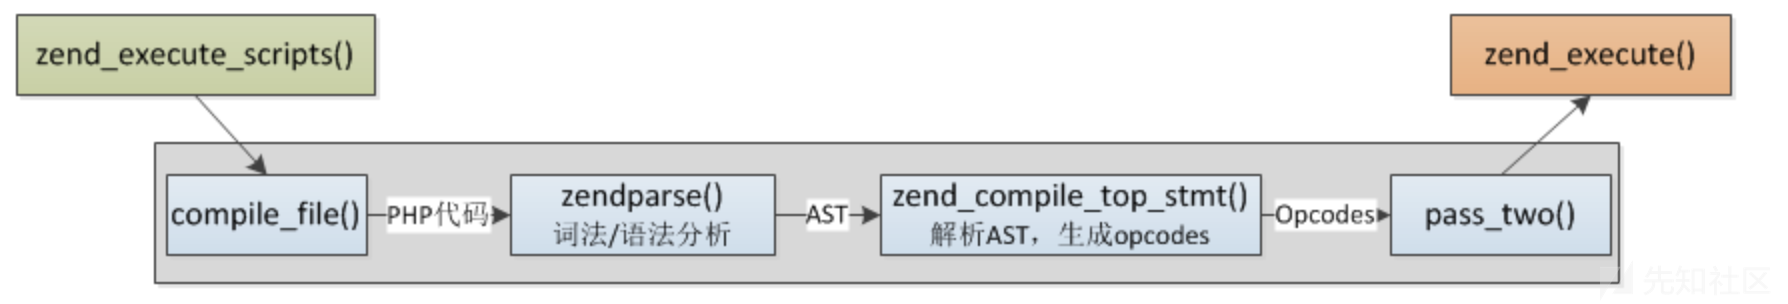 zend_execute_scripts()
zend_execute()
compile_file()
PHP代码
zendparse()
词法/语法分析
AST
zend_compile_top_stmt()
解析AST，生成opcodes
Opcodes
pass_two()
先知社区